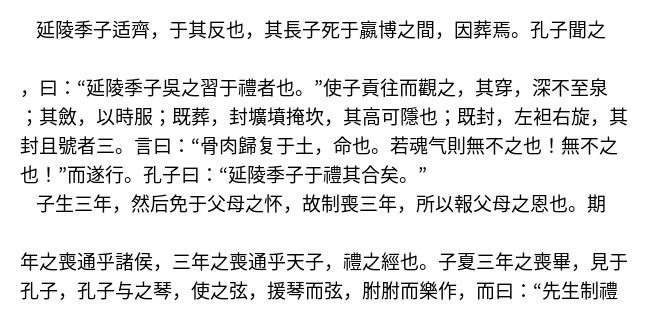 延陵季子适齊，于其反也，其長子死于嬴博之間，因葬焉。孔子聞之
，曰：“延陵季子吳之習于禮者也。”使子貢往而觀之，其穿，深不至泉
；其斂，以時服；既葬，封壙墳掩坎，其高可隱也；既封，左袒右旋，其
封且號者三。言曰：“骨肉歸复于土，命也。若魂气則無不之也！無不之
也！”而遂行。孔子曰：“延陵季子于禮其合矣。”
子生三年，然后免于父母之怀，故制喪三年，所以報父母之恩也。期
年之喪通乎諸侯，三年之喪通乎天子，禮之經也。子夏三年之喪畢，見于
孔子，孔子与之琴，使之弦，援琴而弦，胕胕而樂作，而曰：“先生制禮